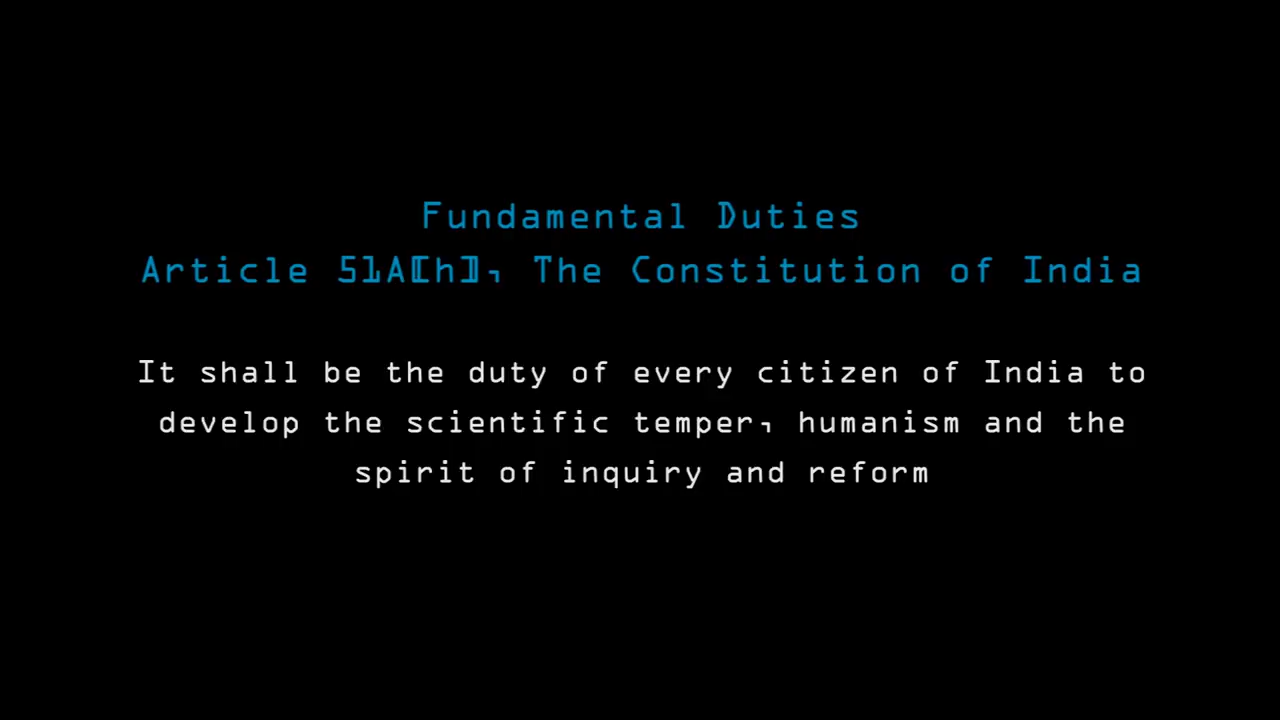 Fundamental Duties
Article 51A[h], The Constitution of India
It shall be the duty of every citizen of India to
develop the scientific temper, humanism and the
spirit of inquiry and reform